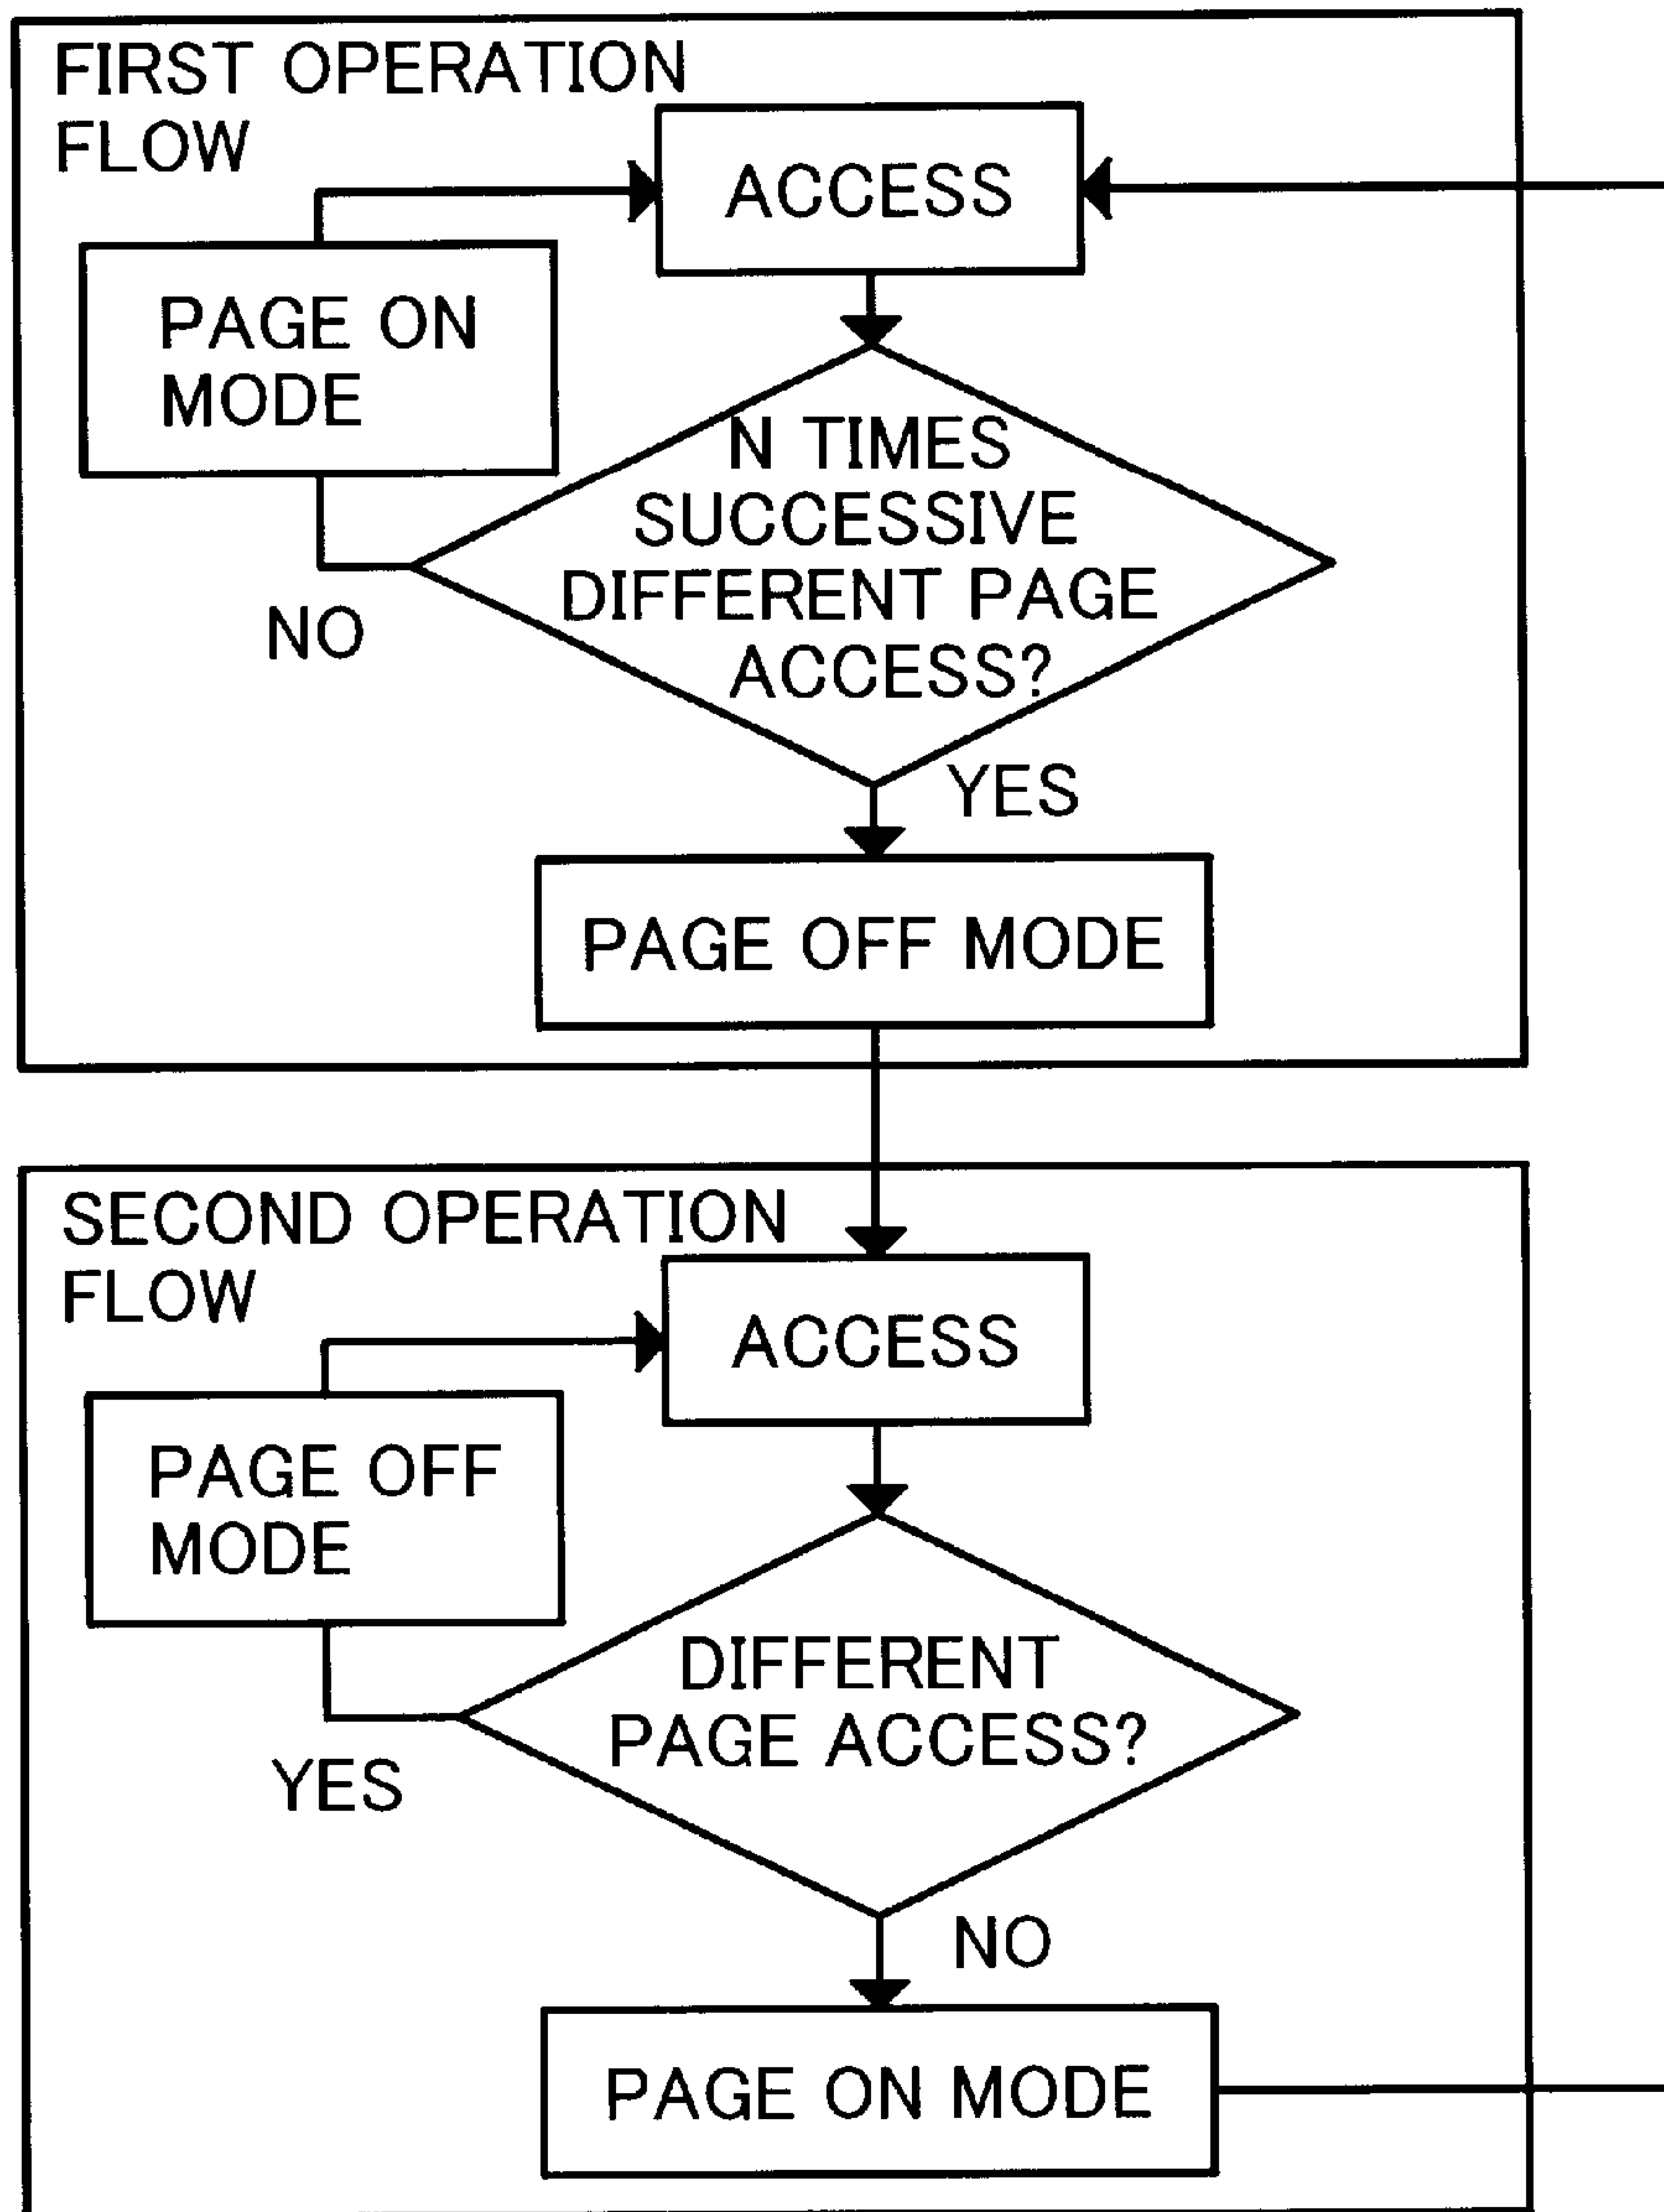 FIRST OPERATION
FLOW
ACCESS
PAGE ON
MODE
N TIMES
SUCCESSIVE
DIFFERENT PAGE
ACCESS?
NO
YES
PAGE OFF MODE
SECOND OPERATION
FLOW
ACCESS
PAGE OFF
MODE
DIFFERENT
PAGE ACCESS?
YES
NO
PAGE ON MODE